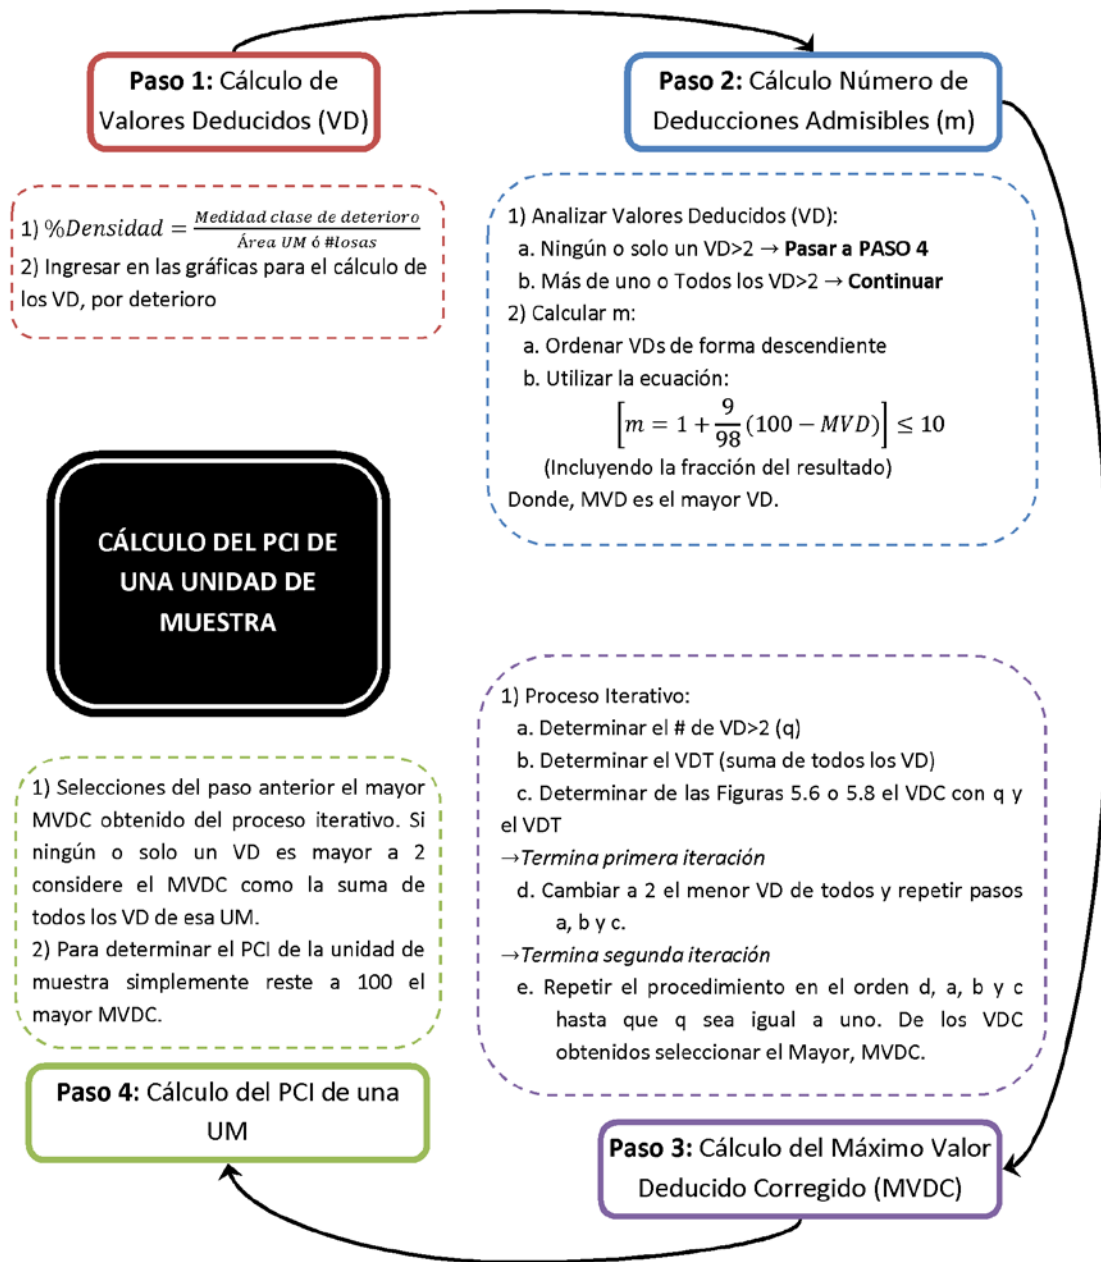 Paso 1: Cálculo de
Valores Deducidos (VD)
1) %Densidad = Medidad clase de deterioro / Área UM ó #losas
2) Ingresar en las gráficas para el cálculo de
los VD, por deterioro
Paso 2: Cálculo Número de
Deducciones Admisibles (m)
1) Analizar Valores Deducidos (VD):
a. Ningún o solo un VD>2 → Pasar a PASO 4
b. Más de uno o Todos los VD>2 → Continuar
2) Calcular m:
a. Ordenar VDs de forma descendiente
b. Utilizar la ecuación:
[m = 1 + 9/98 (100 − MVD)] ≤ 10
(Incluyendo la fracción del resultado)
Donde, MVD es el mayor VD.
CÁLCULO DEL PCI DE
UNA UNIDAD DE
MUESTRA
1) Proceso Iterativo:
a. Determinar el # de VD>2 (q)
b. Determinar el VDT (suma de todos los VD)
c. Determinar de las Figuras 5.6 o 5.8 el VDC con q y
el VDT
→Termina primera iteración
d. Cambiar a 2 el menor VD de todos y repetir pasos
a, b y c.
→Termina segunda iteración
e. Repetir el procedimiento en el orden d, a, b y c
hasta que q sea igual a uno. De los VDC
obtenidos seleccionar el Mayor, MVDC.
Paso 3: Cálculo del Máximo Valor
Deducido Corregido (MVDC)
1) Selecciones del paso anterior el mayor
MVDC obtenido del proceso iterativo. Si
ningún o solo un VD es mayor a 2
considere el MVDC como la suma de
todos los VD de esa UM.
2) Para determinar el PCI de la unidad de
muestra simplemente reste a 100 el
mayor MVDC.
Paso 4: Cálculo del PCI de una
UM